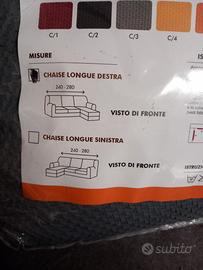 C/1 C/2 C/3 C/4
MISURE
IS
CHAISE LONGUE DESTRA
240 - 280
VISTO DI FRONTE
CHAISE LONGUE SINISTRA
240 - 280
VISTO DI FRONTE
subito